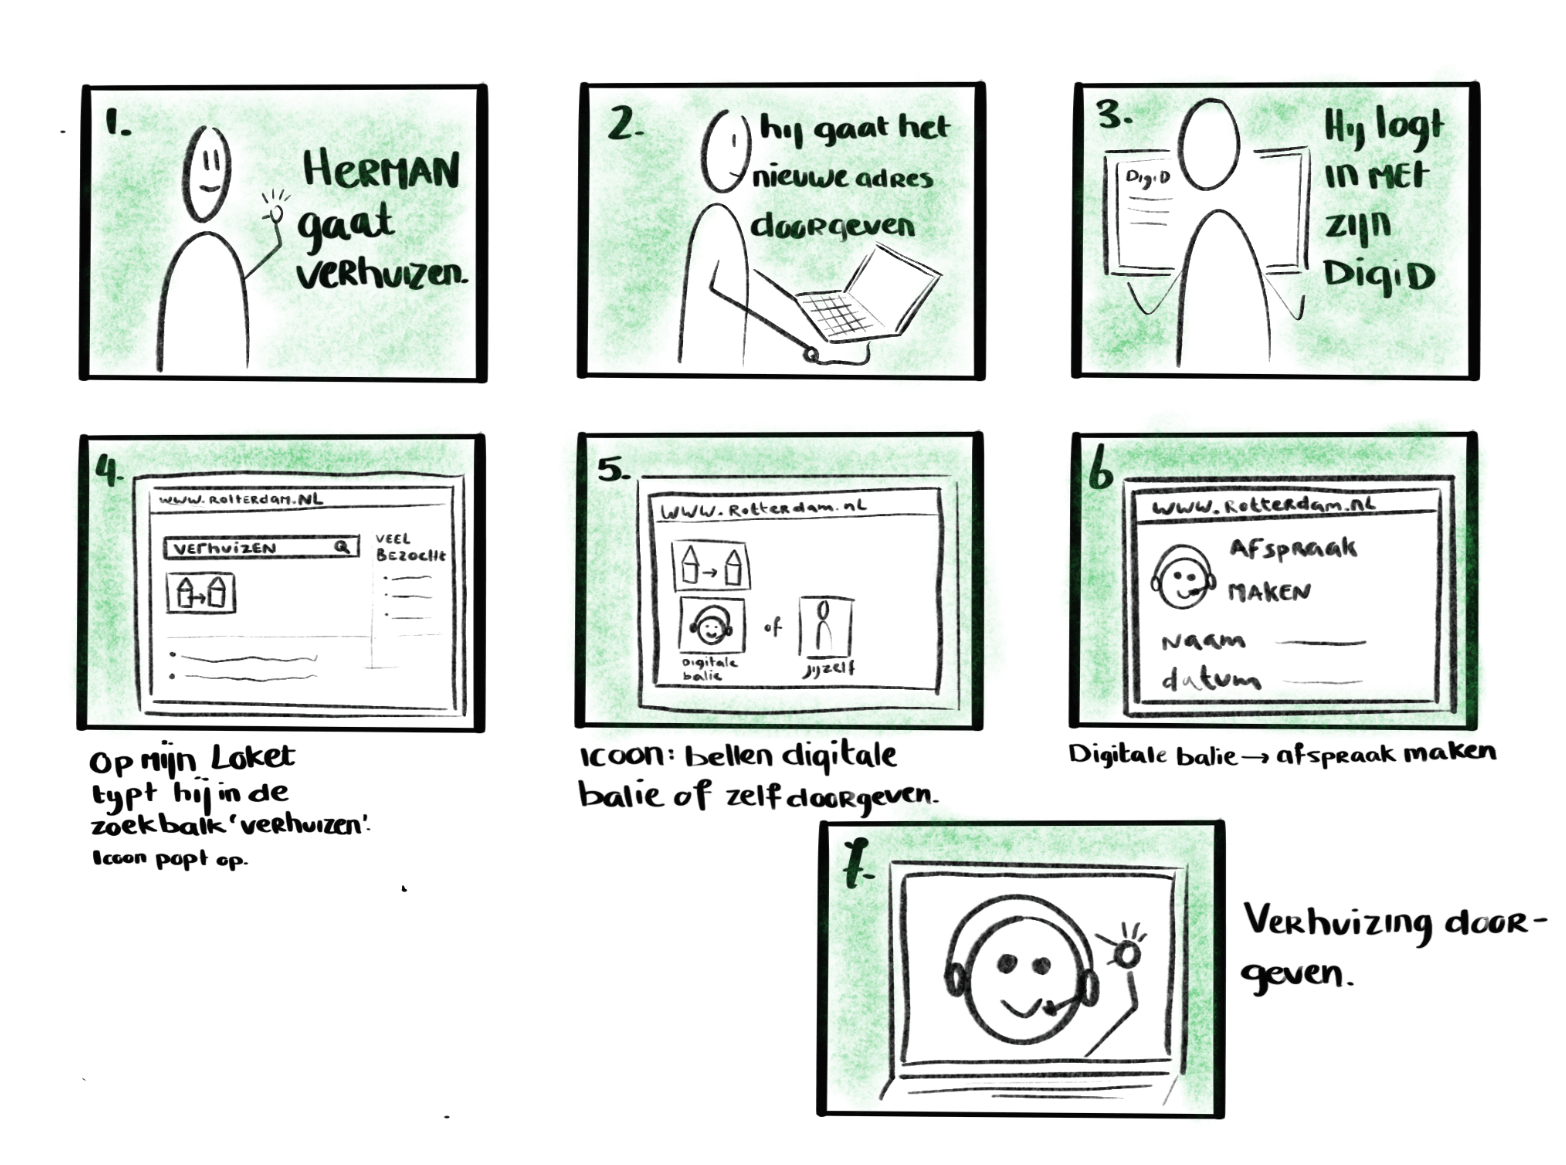 1.
HERMAN
gaat
verhuizen.
2.
hij gaat het
nieuwe adres
doorgeven
3.
Hij logt
in met
zijn
DigiD
DigiD
4.
www.Rotterdam.NL
verhuizen
VEEL
BEZOCHT
Op mijn Loket
typt hij in de
zoekbalk 'verhuizen'.
Icoon popt op.
5.
www.Rotterdam.nl
of
Digitale
balie
jijzelf
Icoon: bellen digitale
balie of zelf doorgeven.
6
www.Rotterdam.nl
Afspraak
maken
Naam
datum
Digitale balie → afspraak maken
7.
Verhuizing door-
geven.